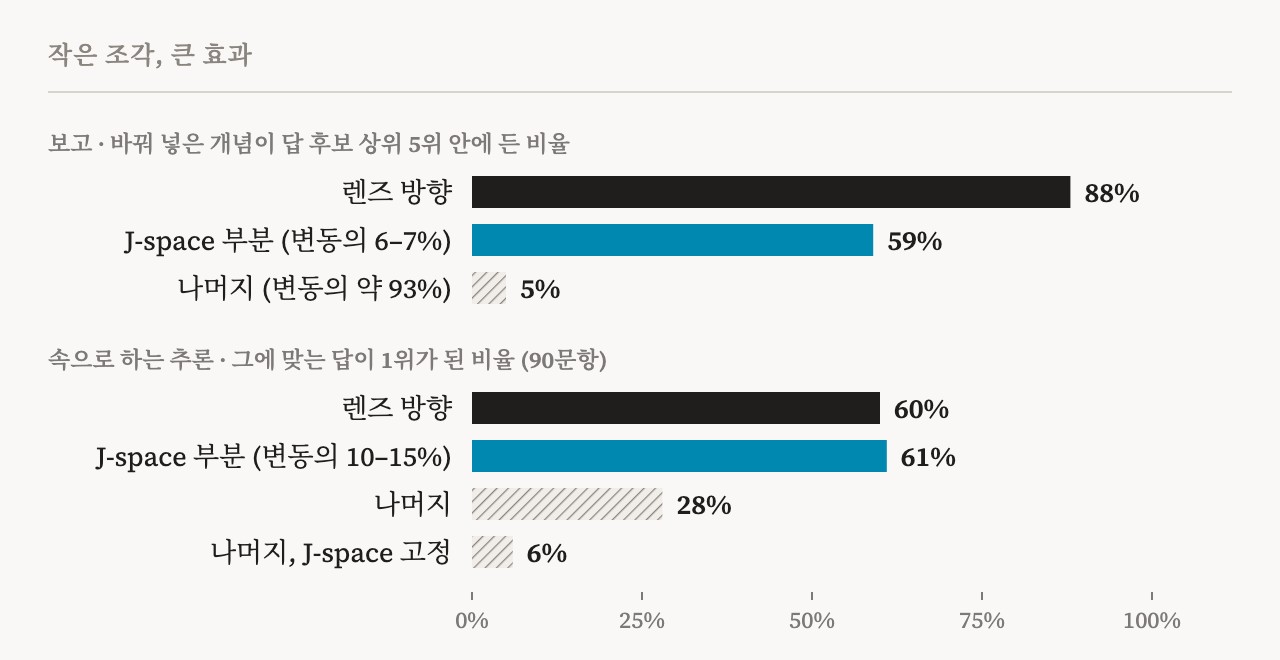 작은 조각, 큰 효과
보고 · 바꿔 넣은 개념이 답 후보 상위 5위 안에 든 비율
렌즈 방향 88%
J-space 부분 (변동의 6–7%) 59%
나머지 (변동의 약 93%) 5%
속으로 하는 추론 · 그에 맞는 답이 1위가 된 비율 (90문항)
렌즈 방향 60%
J-space 부분 (변동의 10–15%) 61%
나머지 28%
나머지, J-space 고정 6%
0% 25% 50% 75% 100%